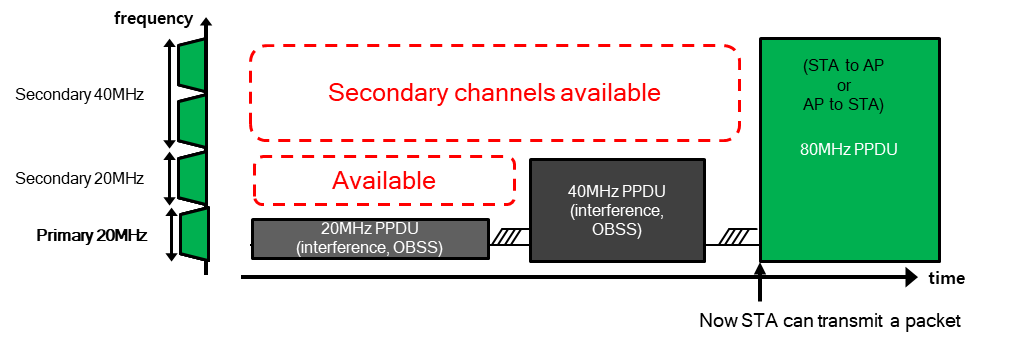 frequency
Secondary 40MHz
Secondary 20MHz
Primary 20MHz
Secondary channels available
Available
20MHz PPDU
(interference, OBSS)
40MHz PPDU
(interference,
OBSS)
(STA to AP
or
AP to STA)
80MHz PPDU
time
Now STA can transmit a packet